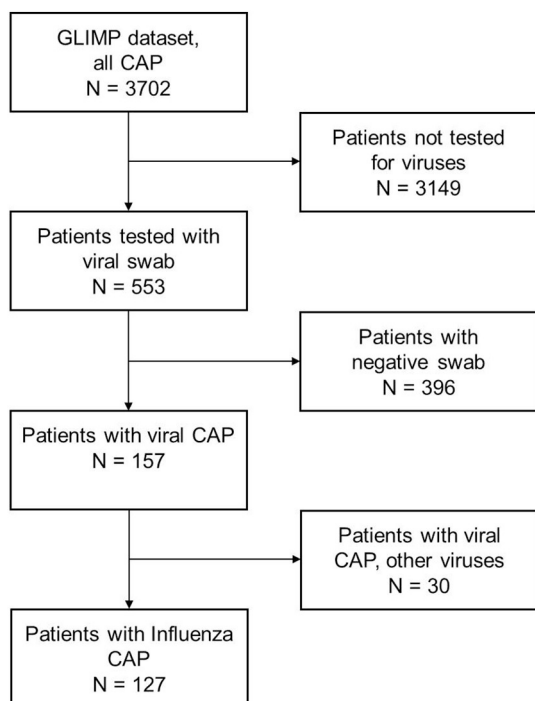 GLIMP dataset,
all CAP
N = 3702
Patients not tested
for viruses
N = 3149
Patients tested with
viral swab
N = 553
Patients with
negative swab
N = 396
Patients with viral CAP
N = 157
Patients with viral
CAP, other viruses
N = 30
Patients with Influenza
CAP
N = 127